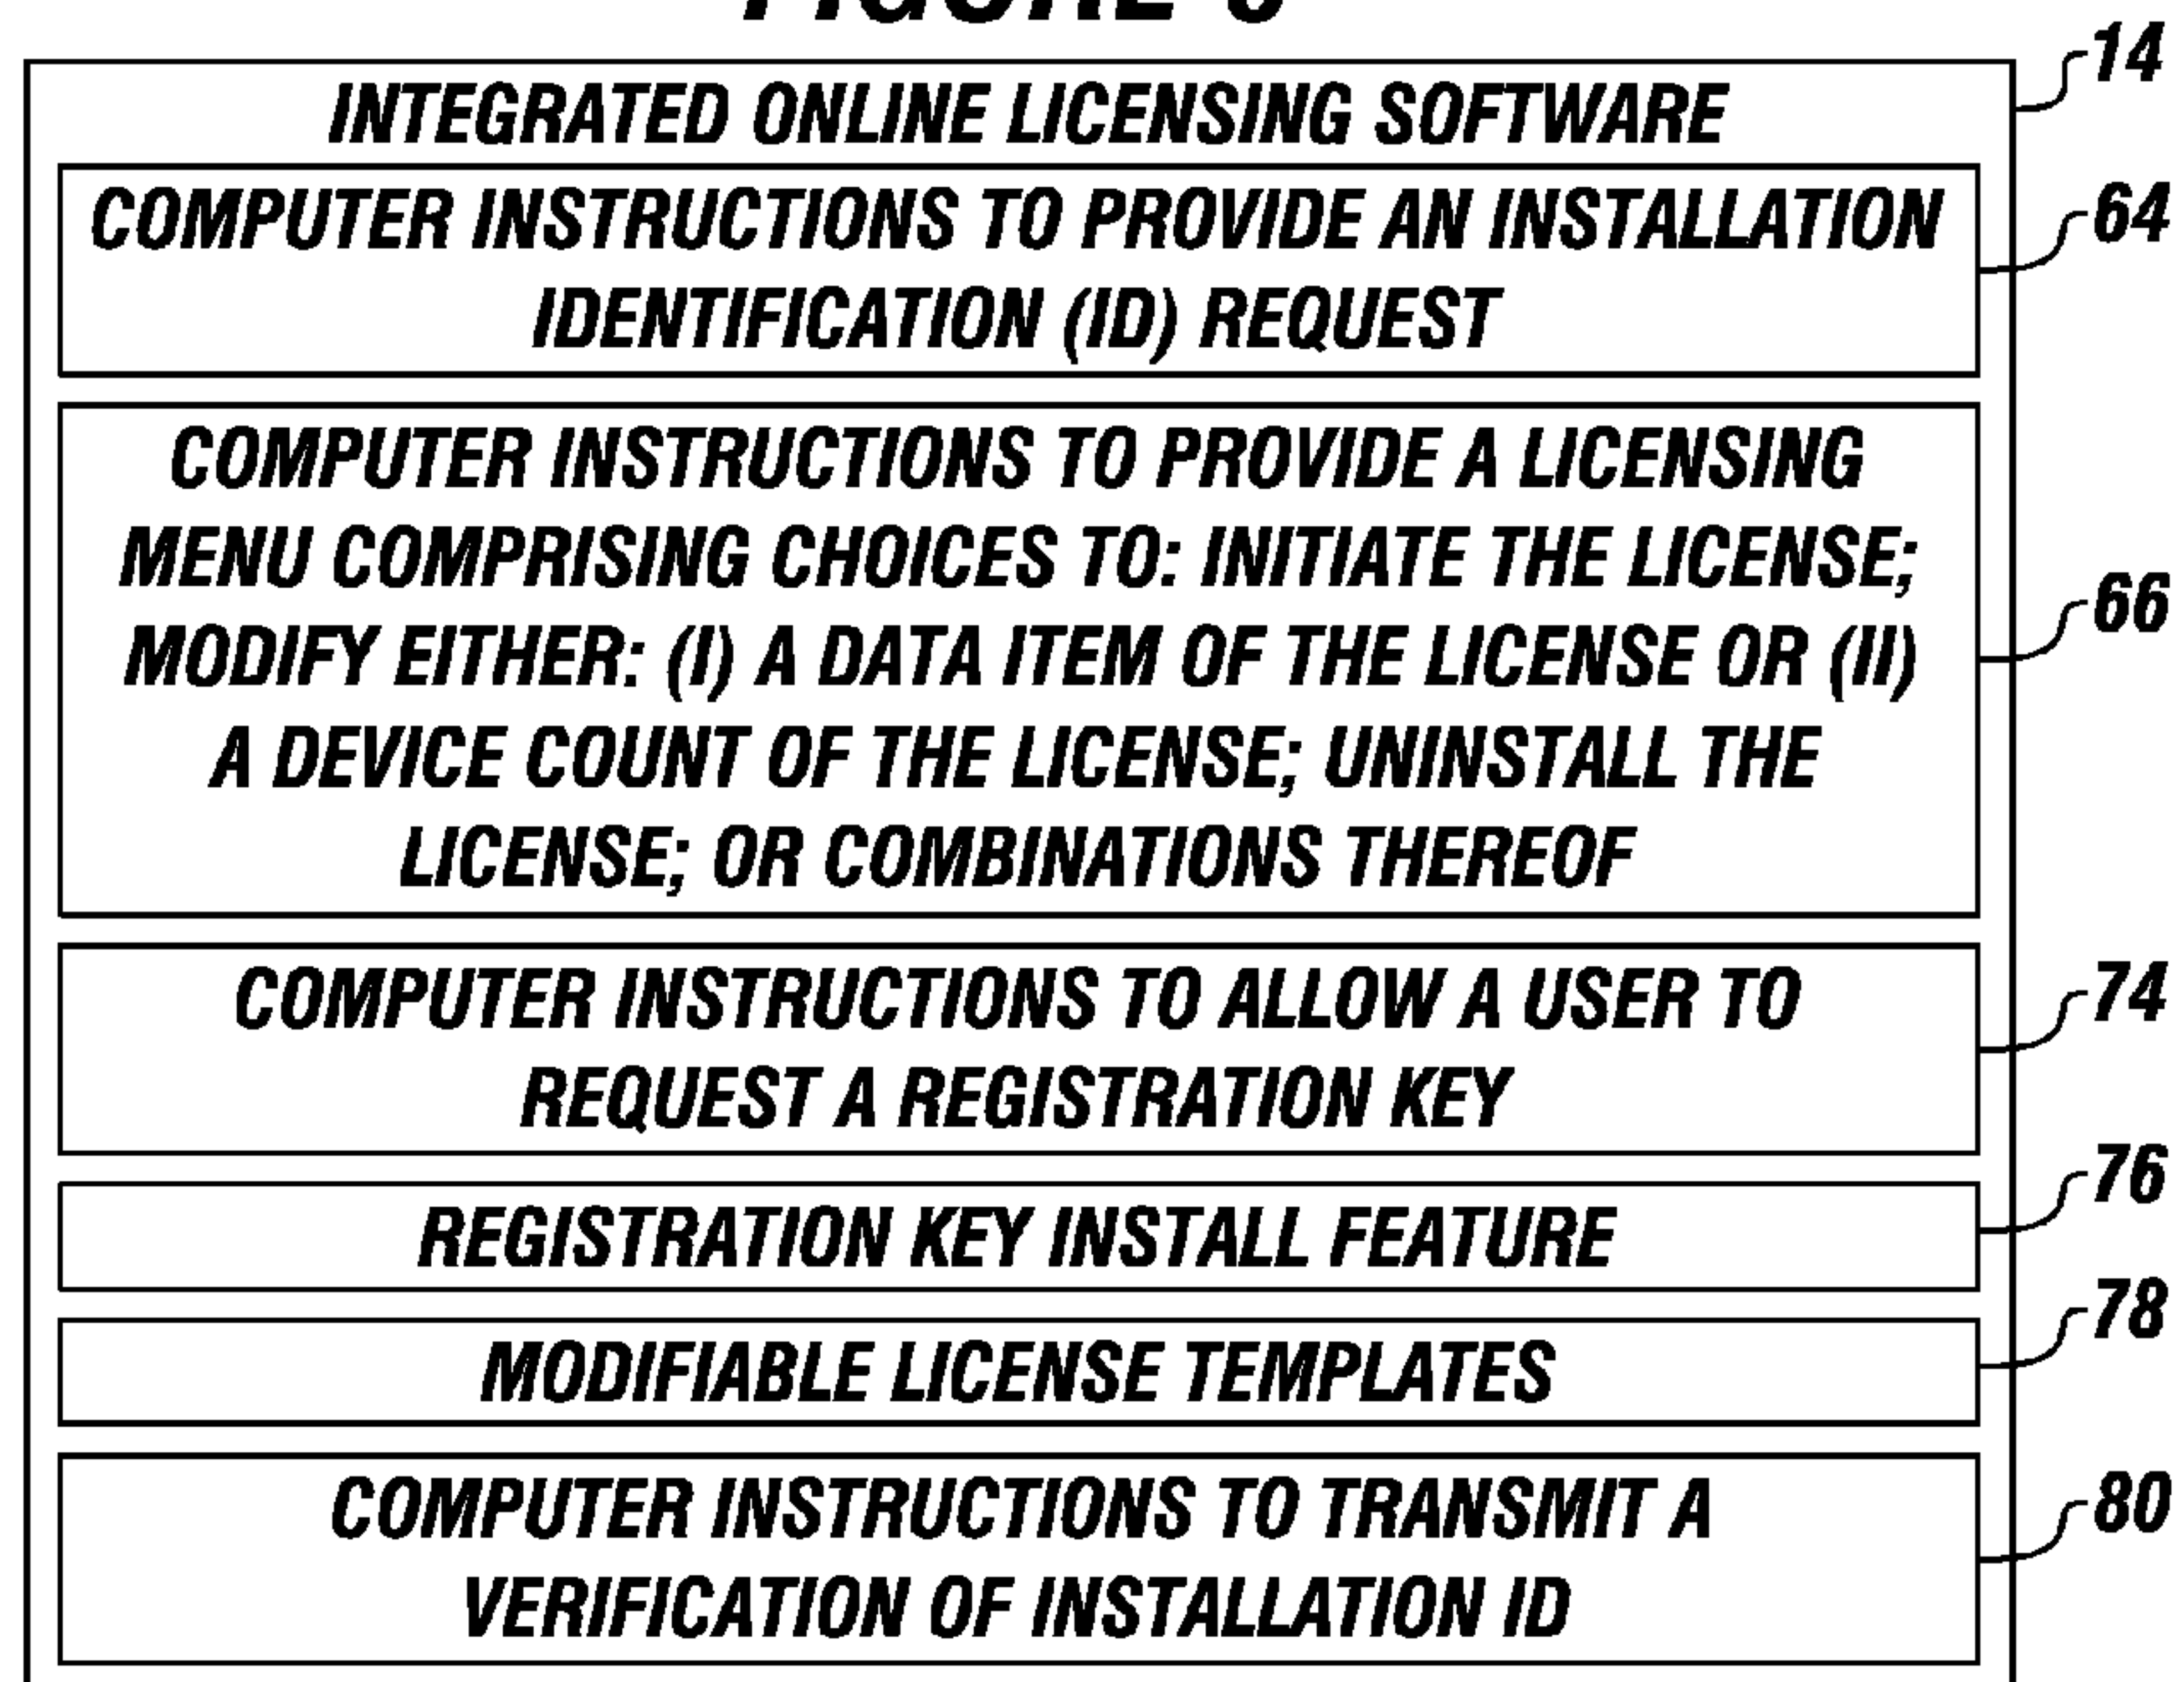 INTEGRATED ONLINE LICENSING SOFTWARE
14
COMPUTER INSTRUCTIONS TO PROVIDE AN INSTALLATION
IDENTIFICATION (ID) REQUEST
64
COMPUTER INSTRUCTIONS TO PROVIDE A LICENSING
MENU COMPRISING CHOICES TO: INITIATE THE LICENSE;
MODIFY EITHER: (I) A DATA ITEM OF THE LICENSE OR (II)
A DEVICE COUNT OF THE LICENSE; UNINSTALL THE
LICENSE; OR COMBINATIONS THEREOF
66
COMPUTER INSTRUCTIONS TO ALLOW A USER TO
REQUEST A REGISTRATION KEY
74
REGISTRATION KEY INSTALL FEATURE
76
MODIFIABLE LICENSE TEMPLATES
78
COMPUTER INSTRUCTIONS TO TRANSMIT A
VERIFICATION OF INSTALLATION ID
80